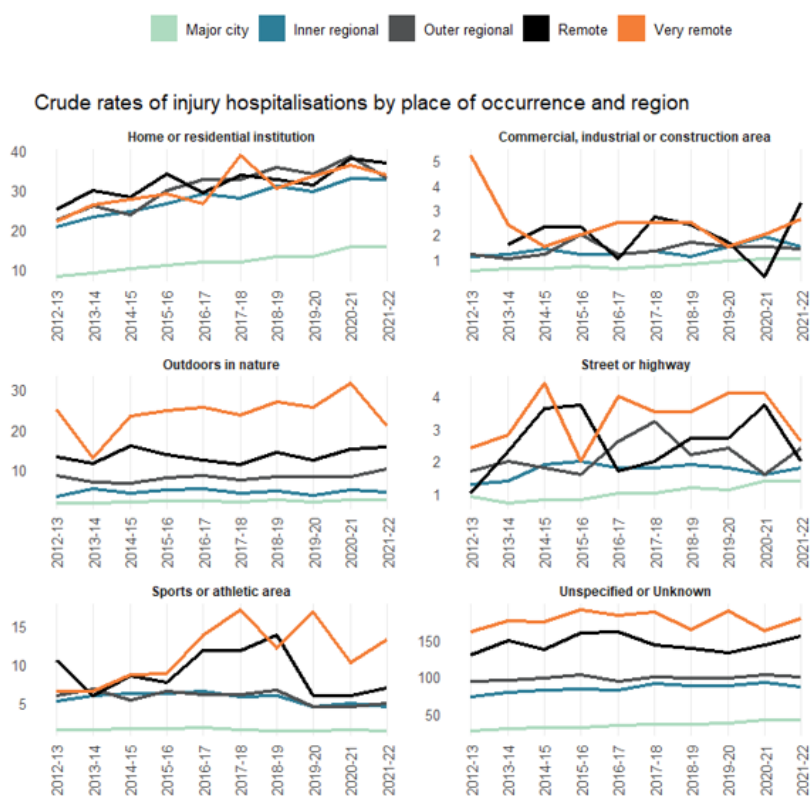 Major city Inner regional Outer regional Remote Very remote
Crude rates of injury hospitalisations by place of occurrence and region
Home or residential institution
40
30
20
10
2012-13 2013-14 2014-15 2015-16 2016-17 2017-18 2018-19 2019-20 2020-21 2021-22
Commercial, industrial or construction area
5
4
3
2
1
2012-13 2013-14 2014-15 2015-16 2016-17 2017-18 2018-19 2019-20 2020-21 2021-22
Outdoors in nature
30
20
10
2012-13 2013-14 2014-15 2015-16 2016-17 2017-18 2018-19 2019-20 2020-21 2021-22
Street or highway
4
3
2
1
2012-13 2013-14 2014-15 2015-16 2016-17 2017-18 2018-19 2019-20 2020-21 2021-22
Sports or athletic area
15
10
5
2012-13 2013-14 2014-15 2015-16 2016-17 2017-18 2018-19 2019-20 2020-21 2021-22
Unspecified or Unknown
150
100
50
2012-13 2013-14 2014-15 2015-16 2016-17 2017-18 2018-19 2019-20 2020-21 2021-22